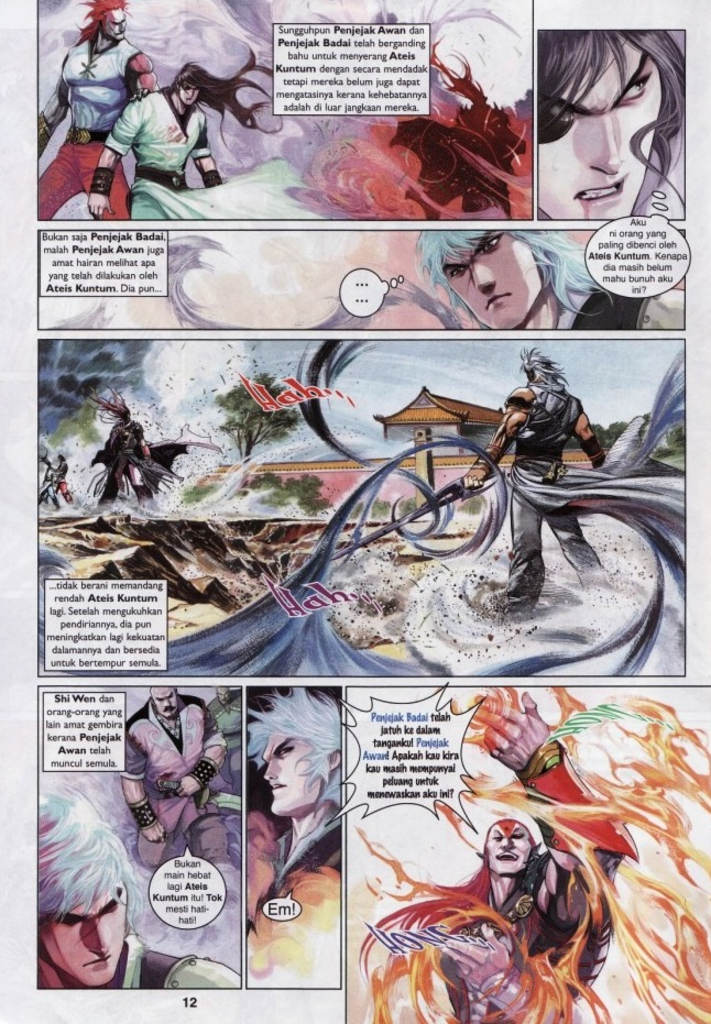 Sungguhpun Penjejak Awan dan
Penjejak Badai telah berganding
bahu untuk menyerang Ateis
Kuntum dengan secara mendadak
tetapi mereka belum juga dapat
mengatasinya kerana kehebatannya
adalah di luar jangkaan mereka.
Aku
ni orang yang
paling dibenci oleh
Ateis Kuntum. Kenapa
dia masih belum
mahu bunuh aku
ini?
Bukan saja Penjejak Badai,
malah Penjejak Awan juga
amat hairan melihat apa
yang telah dilakukan oleh
Ateis Kuntum. Dia pun...
...
...
Hah
Hah
...tidak berani memandang
rendah Ateis Kuntum
lagi. Setelah mengukuhkan
pendiriannya, dia pun
meningkatkan lagi kekuatan
dalamannya dan bersedia
untuk bertempur semula.
Shi Wen dan
orang-orang yang
lain amat gembira
kerana Penjejak
Awan telah
muncul semula.
Bukan
main hebat
lagi Ateis
Kuntum itu! Tok
mesti hati-
hati!
Em!
Penjejak Badai telah
jatuh ke dalam
tanganku! Penjejak
Awan! Apakah kau kira
kau masih mempunyai
peluang untuk
menewaskan aku ini?
12